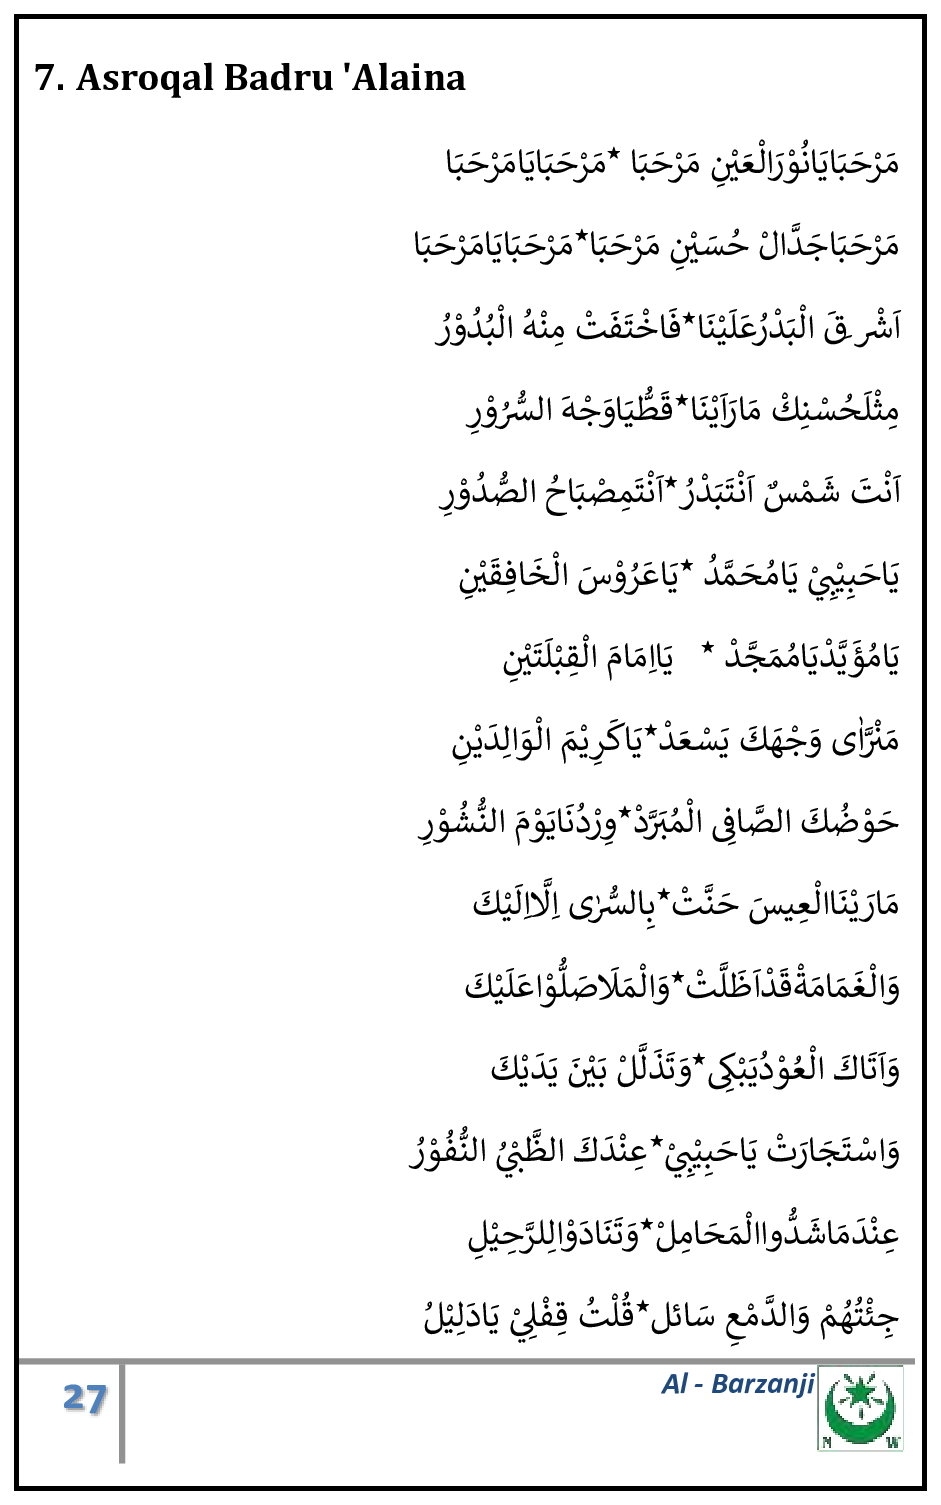 7. Asroqal Badru 'Alaina
مَرْحَبَايَانُوْرَالْعَيْنِ مَرْحَبَا *مَرْحَبَايَامَرْحَبَا
مَرْحَبَاجَدَّالْ حُسَيْنِ مَرْحَبَا*مَرْحَبَايَامَرْحَبَا
اَشْرِقَ الْبَدْرُعَلَيْنَا*فَاخْتَفَتْ مِنْهُ الْبُدُوْرُ
مِثْلَحُسْنِكْ مَارَاَيْنَا*قَطُّيَاوَجْهَ السُّرُوْرِ
اَنْتَ شَمْسٌ اَنْتَبَدْرُ*اَنْتَمِصْبَاحُ الصُّدُوْرِ
يَاحَبِيْبِيْ يَامُحَمَّدُ *يَاعَرُوْسَ الْخَافِقَيْنِ
يَامُؤَيَّدْيَامُمَجَّدْ * يَااِمَامَ الْقِبْلَتَيْنِ
مَنْرَّاٰى وَجْهَكَ يَسْعَدْ*يَاكَرِيْمَ الْوَالِدَيْنِ
حَوْضُكَ الصَّافِى الْمُبَرَّدْ*وِرْدُنَايَوْمَ النُّشُوْرِ
مَارَيْنَاالْعِيسَ حَنَّتْ*بِالسُّرٰى اِلَّااِلَيْكَ
وَالْغَمَامَةْقَدْاَظَلَّتْ*وَالْمَلَاصَلُّوْاعَلَيْكَ
وَاَتَاكَ الْعُوْدُيَبْكِى*وَتَذَلَّلْ بَيْنَ يَدَيْكَ
وَاسْتَجَارَتْ يَاحَبِيْبِيْ*عِنْدَكَ الظَّبْيُ النُّفُوْرُ
عِنْدَمَاشَدُّواالْمَحَامِلْ*وَتَنَادَوْالِلرَّحِيْلِ
جِئْتُهُمْ وَالدَّمْعِ سَائل*قُلْتُ قِفْلِيْ يَادَلِيْلُ
27
Al - Barzanji
N W